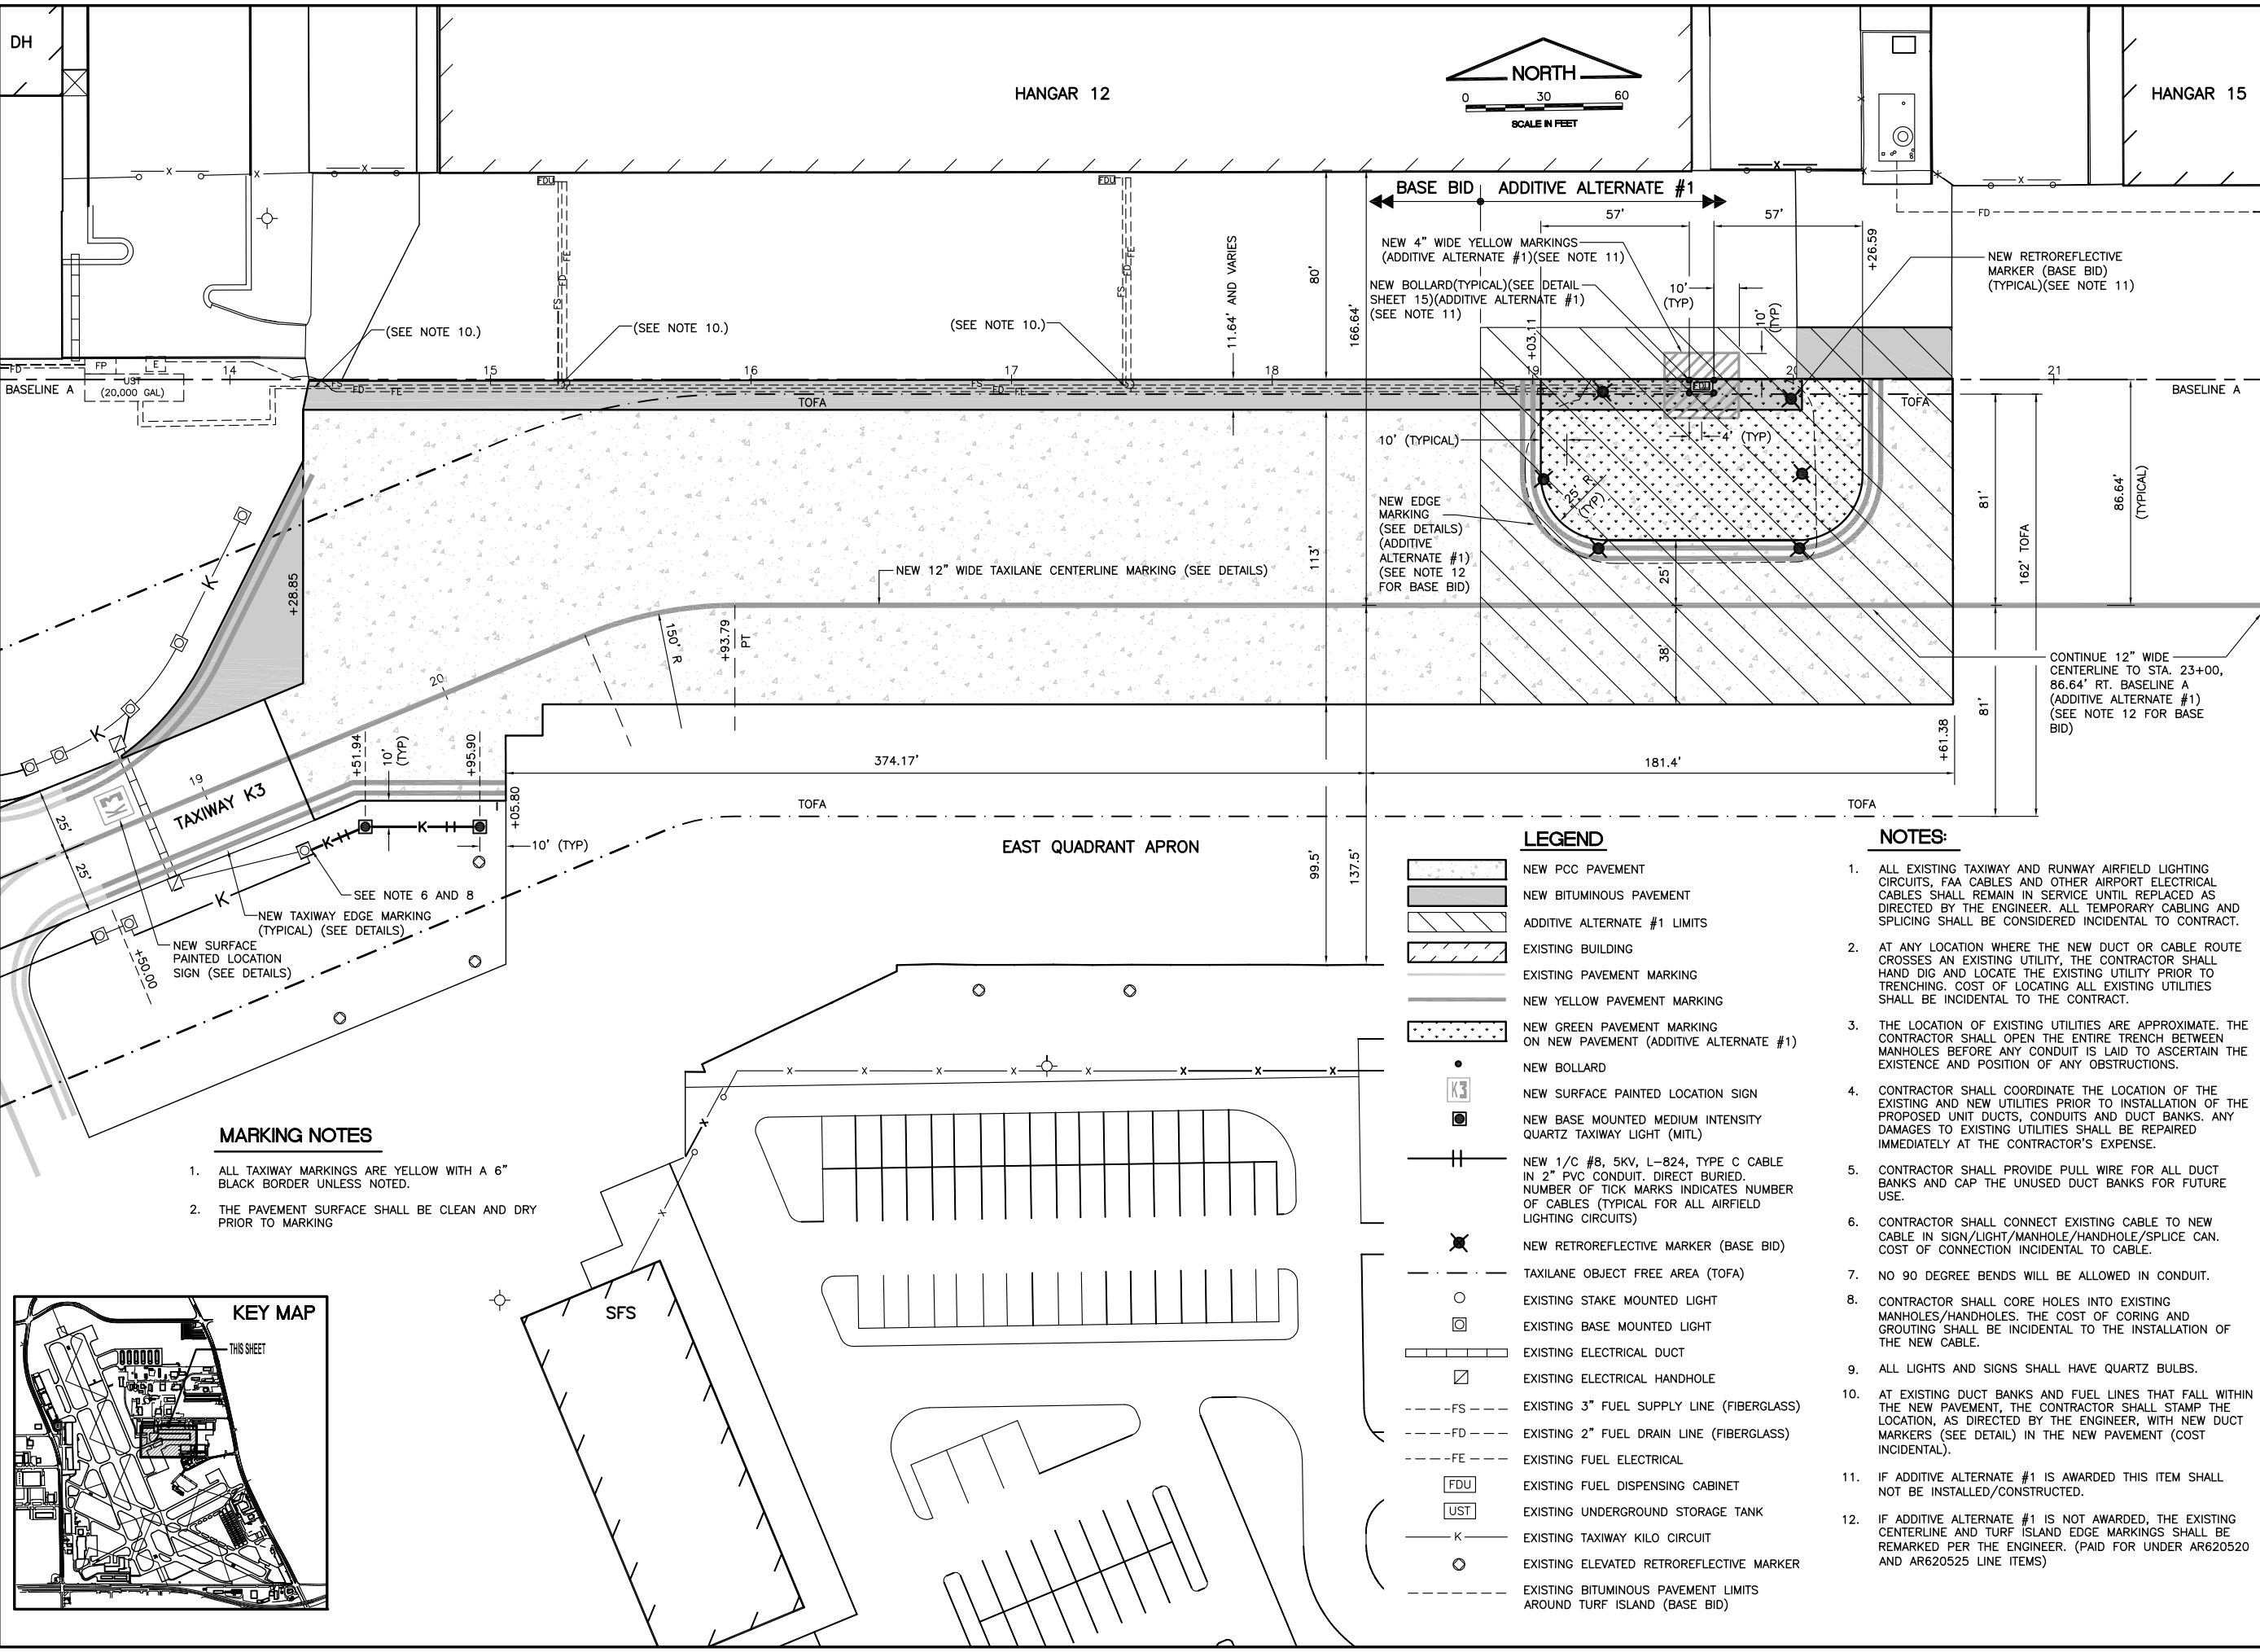 DH
HANGAR 12
NORTH
0 30 60
SCALE IN FEET
HANGAR 15
BASE BID
ADDITIVE ALTERNATE #1
57'
57'
+26.59
NEW 4" WIDE YELLOW MARKINGS
(ADDITIVE ALTERNATE #1)(SEE NOTE 11)
NEW BOLLARD(TYPICAL)(SEE DETAIL
SHEET 15)(ADDITIVE ALTERNATE #1)
(SEE NOTE 11)
10'
(TYP)
10'
(TYP)
+03.11
NEW RETROREFLECTIVE
MARKER (BASE BID)
(TYPICAL)(SEE NOTE 11)
FDU
FDU
FS
FD
FE
FS
FD
FE
FD
11.64' AND VARIES
80'
166.64'
(SEE NOTE 10.)
(SEE NOTE 10.)
(SEE NOTE 10.)
FD
FP
E
UST
(20,000 GAL)
BASELINE A
14
15
16
17
18
19
20
21
BASELINE A
FS
FD
FE
FS
FD
FE
FS
TOFA
FDU
TOFA
10' (TYPICAL)
4' (TYP)
25' R.
(TYP)
NEW EDGE
MARKING
(SEE DETAILS)
(ADDITIVE
ALTERNATE #1)
(SEE NOTE 12
FOR BASE BID)
81'
162' TOFA
86.64'
(TYPICAL)
K
+28.85
113'
25'
NEW 12" WIDE TAXILANE CENTERLINE MARKING (SEE DETAILS)
150' R
+93.79
PT
38'
81'
CONTINUE 12" WIDE
CENTERLINE TO STA. 23+00,
86.64' RT. BASELINE A
(ADDITIVE ALTERNATE #1)
(SEE NOTE 12 FOR BASE
BID)
20
K
19
K3
TAXIWAY K3
+51.94
10'
(TYP)
+95.90
+05.80
374.17'
181.4'
+61.38
TOFA
TOFA
25'
25'
K
K
K
10' (TYP)
EAST QUADRANT APRON
99.5'
137.5'
SEE NOTE 6 AND 8
NEW TAXIWAY EDGE MARKING
(TYPICAL) (SEE DETAILS)
NEW SURFACE
PAINTED LOCATION
SIGN (SEE DETAILS)
+50.00
MARKING NOTES
1. ALL TAXIWAY MARKINGS ARE YELLOW WITH A 6"
BLACK BORDER UNLESS NOTED.
2. THE PAVEMENT SURFACE SHALL BE CLEAN AND DRY
PRIOR TO MARKING
KEY MAP
THIS SHEET
SFS
LEGEND
NEW PCC PAVEMENT
NEW BITUMINOUS PAVEMENT
ADDITIVE ALTERNATE #1 LIMITS
EXISTING BUILDING
EXISTING PAVEMENT MARKING
NEW YELLOW PAVEMENT MARKING
NEW GREEN PAVEMENT MARKING
ON NEW PAVEMENT (ADDITIVE ALTERNATE #1)
NEW BOLLARD
K3 NEW SURFACE PAINTED LOCATION SIGN
NEW BASE MOUNTED MEDIUM INTENSITY
QUARTZ TAXIWAY LIGHT (MITL)
NEW 1/C #8, 5KV, L-824, TYPE C CABLE
IN 2" PVC CONDUIT. DIRECT BURIED.
NUMBER OF TICK MARKS INDICATES NUMBER
OF CABLES (TYPICAL FOR ALL AIRFIELD
LIGHTING CIRCUITS)
NEW RETROREFLECTIVE MARKER (BASE BID)
TAXILANE OBJECT FREE AREA (TOFA)
EXISTING STAKE MOUNTED LIGHT
EXISTING BASE MOUNTED LIGHT
EXISTING ELECTRICAL DUCT
EXISTING ELECTRICAL HANDHOLE
FS EXISTING 3" FUEL SUPPLY LINE (FIBERGLASS)
FD EXISTING 2" FUEL DRAIN LINE (FIBERGLASS)
FE EXISTING FUEL ELECTRICAL
FDU EXISTING FUEL DISPENSING CABINET
UST EXISTING UNDERGROUND STORAGE TANK
K EXISTING TAXIWAY KILO CIRCUIT
EXISTING ELEVATED RETROREFLECTIVE MARKER
EXISTING BITUMINOUS PAVEMENT LIMITS
AROUND TURF ISLAND (BASE BID)
NOTES:
1. ALL EXISTING TAXIWAY AND RUNWAY AIRFIELD LIGHTING
CIRCUITS, FAA CABLES AND OTHER AIRPORT ELECTRICAL
CABLES SHALL REMAIN IN SERVICE UNTIL REPLACED AS
DIRECTED BY THE ENGINEER. ALL TEMPORARY CABLING AND
SPLICING SHALL BE CONSIDERED INCIDENTAL TO CONTRACT.
2. AT ANY LOCATION WHERE THE NEW DUCT OR CABLE ROUTE
CROSSES AN EXISTING UTILITY, THE CONTRACTOR SHALL
HAND DIG AND LOCATE THE EXISTING UTILITY PRIOR TO
TRENCHING. COST OF LOCATING ALL EXISTING UTILITIES
SHALL BE INCIDENTAL TO THE CONTRACT.
3. THE LOCATION OF EXISTING UTILITIES ARE APPROXIMATE. THE
CONTRACTOR SHALL OPEN THE ENTIRE TRENCH BETWEEN
MANHOLES BEFORE ANY CONDUIT IS LAID TO ASCERTAIN THE
EXISTENCE AND POSITION OF ANY OBSTRUCTIONS.
4. CONTRACTOR SHALL COORDINATE THE LOCATION OF THE
EXISTING AND NEW UTILITIES PRIOR TO INSTALLATION OF THE
PROPOSED UNIT DUCTS, CONDUITS AND DUCT BANKS. ANY
DAMAGES TO EXISTING UTILITIES SHALL BE REPAIRED
IMMEDIATELY AT THE CONTRACTOR'S EXPENSE.
5. CONTRACTOR SHALL PROVIDE PULL WIRE FOR ALL DUCT
BANKS AND CAP THE UNUSED DUCT BANKS FOR FUTURE
USE.
6. CONTRACTOR SHALL CONNECT EXISTING CABLE TO NEW
CABLE IN SIGN/LIGHT/MANHOLE/HANDHOLE/SPLICE CAN.
COST OF CONNECTION INCIDENTAL TO CABLE.
7. NO 90 DEGREE BENDS WILL BE ALLOWED IN CONDUIT.
8. CONTRACTOR SHALL CORE HOLES INTO EXISTING
MANHOLES/HANDHOLES. THE COST OF CORING AND
GROUTING SHALL BE INCIDENTAL TO THE INSTALLATION OF
THE NEW CABLE.
9. ALL LIGHTS AND SIGNS SHALL HAVE QUARTZ BULBS.
10. AT EXISTING DUCT BANKS AND FUEL LINES THAT FALL WITHIN
THE NEW PAVEMENT, THE CONTRACTOR SHALL STAMP THE
LOCATION, AS DIRECTED BY THE ENGINEER, WITH NEW DUCT
MARKERS (SEE DETAIL) IN THE NEW PAVEMENT (COST
INCIDENTAL).
11. IF ADDITIVE ALTERNATE #1 IS AWARDED THIS ITEM SHALL
NOT BE INSTALLED/CONSTRUCTED.
12. IF ADDITIVE ALTERNATE #1 IS NOT AWARDED, THE EXISTING
CENTERLINE AND TURF ISLAND EDGE MARKINGS SHALL BE
REMARKED PER THE ENGINEER. (PAID FOR UNDER AR620520
AND AR620525 LINE ITEMS)